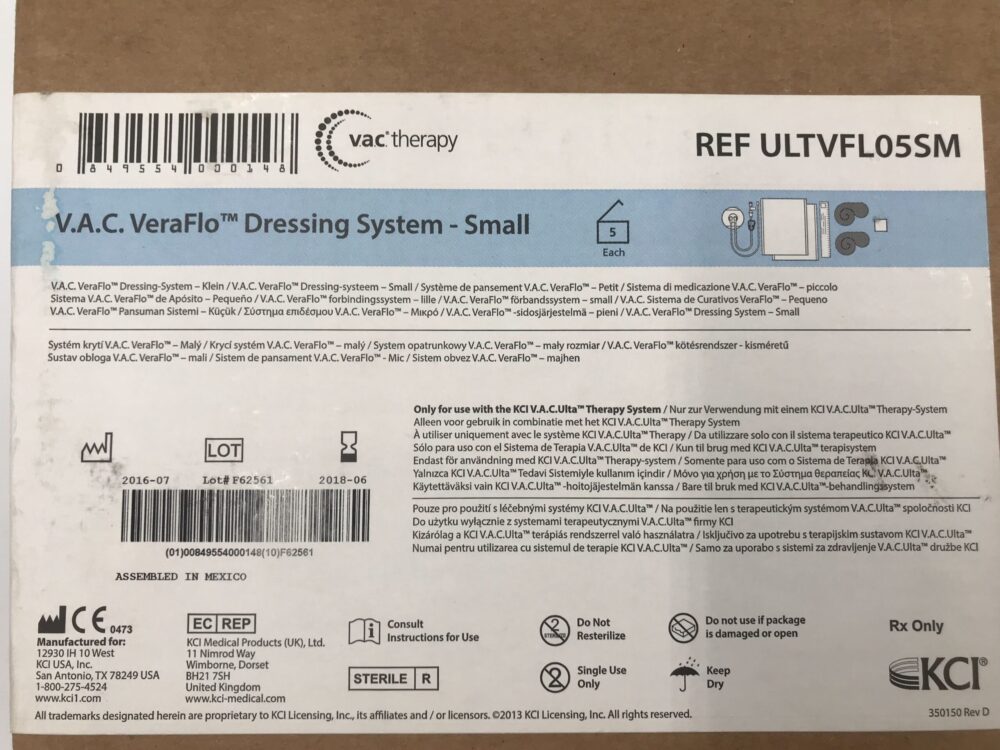 0 849554 000148
v.a.c.® therapy
REF ULTVFL05SM
V.A.C. VeraFlo™ Dressing System - Small
5
Each
V.A.C. VeraFlo™ Dressing-System – Klein / V.A.C. VeraFlo™ Dressing-systeem – Small / Système de pansement V.A.C. VeraFlo™ – Petit / Sistema di medicazione V.A.C. VeraFlo™ – piccolo
Sistema V.A.C. VeraFlo™ de Apósito – Pequeño / V.A.C. VeraFlo™ forbindingssystem – lille / V.A.C. VeraFlo™ förbandssystem – small / V.A.C. Sistema de Curativos VeraFlo™ – Pequeno
V.A.C. VeraFlo™ Pansuman Sistemi – Küçük / Σύστημα επιδέσμου V.A.C. VeraFlo™ – Μικρό / V.A.C. VeraFlo™ -sidosjärjestelmä – pieni / V.A.C. VeraFlo™ Dressing System – Small
Systém krytí V.A.C. VeraFlo™ – Malý / Krycí systém V.A.C. VeraFlo™ – malý / System opatrunkowy V.A.C. VeraFlo™ – mały rozmiar / V.A.C. VeraFlo™ kötésrendszer - kisméretű
Sustav obloga V.A.C. VeraFlo™ – mali / Sistem de pansament V.A.C. VeraFlo™ - Mic / Sistem obvez V.A.C. VeraFlo™ – majhen
Only for use with the KCI V.A.C.Ulta™ Therapy System / Nur zur Verwendung mit einem KCI V.A.C.Ulta™ Therapy-System
Alleen voor gebruik in combinatie met het KCI V.A.C.Ulta™ Therapy System
À utiliser uniquement avec le système KCI V.A.C.Ulta™ Therapy / Da utilizzare solo con il sistema terapeutico KCI V.A.C.Ulta™
Sólo para uso con el Sistema de Terapia V.A.C.Ulta™ de KCI / Kun til brug med KCI V.A.C.Ulta™ terapisystem
Endast för användning med KCI V.A.C.Ulta™ Therapy-system / Somente para uso com o Sistema de Terapia KCI V.A.C.Ulta™
Yalnızca KCI V.A.C.Ulta™ Tedavi Sistemiyle kullanım içindir / Μόνο για χρήση με το Σύστημα θεραπείας KCI V.A.C.Ulta™
Käytettäväksi vain KCI V.A.C.Ulta™ -hoitojäjestelmän kanssa / Bare til bruk med KCI V.A.C.Ulta™-behandlingssystem
Pouze pro použití s léčebnými systémy KCI V.A.C.Ulta™ / Na použitie len s terapeutickým systémom V.A.C.Ulta™ spoločnosti KCI
Do użytku wyłącznie z systemami terapeutycznymi V.A.C.Ulta™ firmy KCI
Kizárólag a KCI V.A.C.Ulta™ terápiás rendszerrel való használatra / Isključivo za upotrebu s terapijskim sustavom KCI V.A.C.Ulta™
Numai pentru utilizarea cu sistemul de terapie KCI V.A.C.Ulta™ / Samo za uporabo s sistemi za zdravljenje V.A.C.Ulta™ družbe KCI
LOT
2016-07 Lot# F62561 2018-06
(01)00849554000148(10)F62561
ASSEMBLED IN MEXICO
CE 0473
Manufactured for:
12930 IH 10 West
KCI USA, Inc.
San Antonio, TX 78249 USA
1-800-275-4524
www.kci1.com
EC REP
KCI Medical Products (UK), Ltd.
11 Nimrod Way
Wimborne, Dorset
BH21 7SH
United Kingdom
www.kci-medical.com
Consult
Instructions for Use
STERILE R
2
STERILIZE
Do Not
Resterilize
2
Single Use
Only
Do not use if package
is damaged or open
Keep
Dry
Rx Only
KCI®
All trademarks designated herein are proprietary to KCI Licensing, Inc., its affiliates and / or licensors. ©2013 KCI Licensing, Inc. All rights reserved.
350150 Rev D